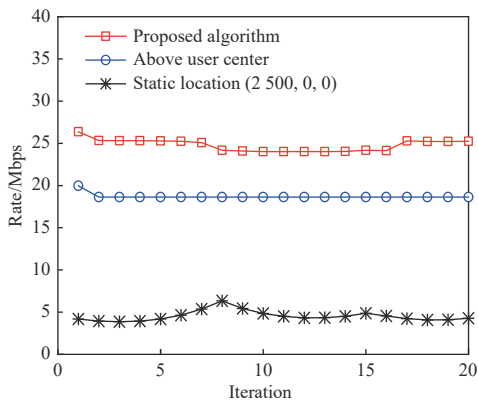 40
35
30
25
20
15
10
5
0
Rate/Mbps
Proposed algorithm
Above user center
Static location (2 500, 0, 0)
0 5 10 15 20
Iteration